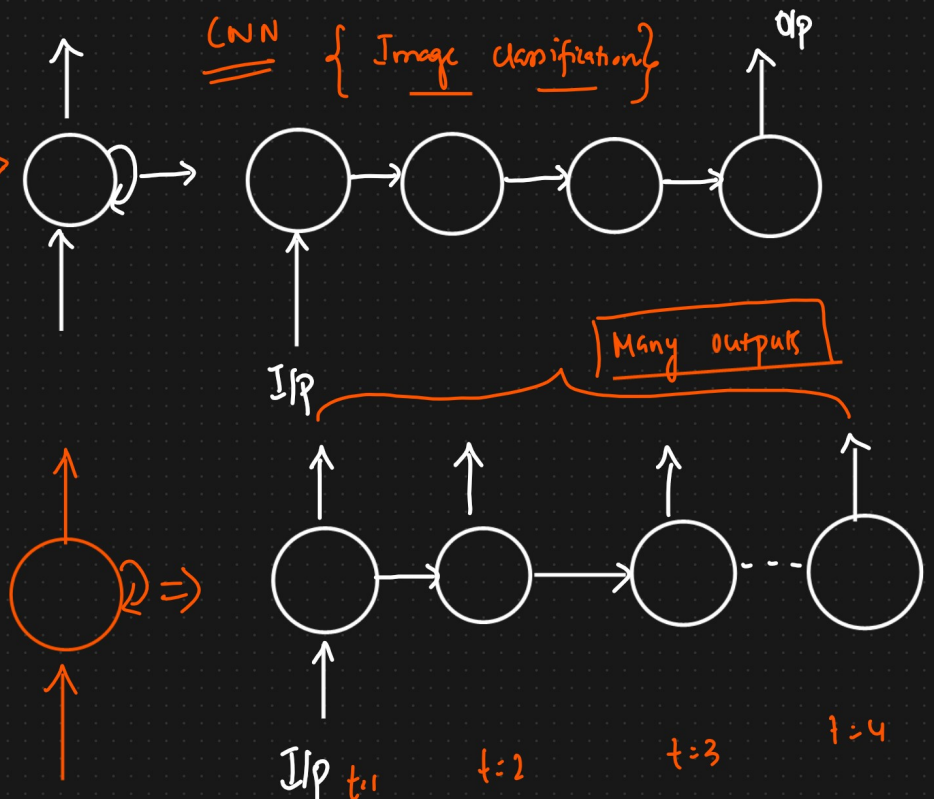 CNN { Image classification}
O/p
I/p
Many outputs
I/p t=1 t=2 t=3 t=4